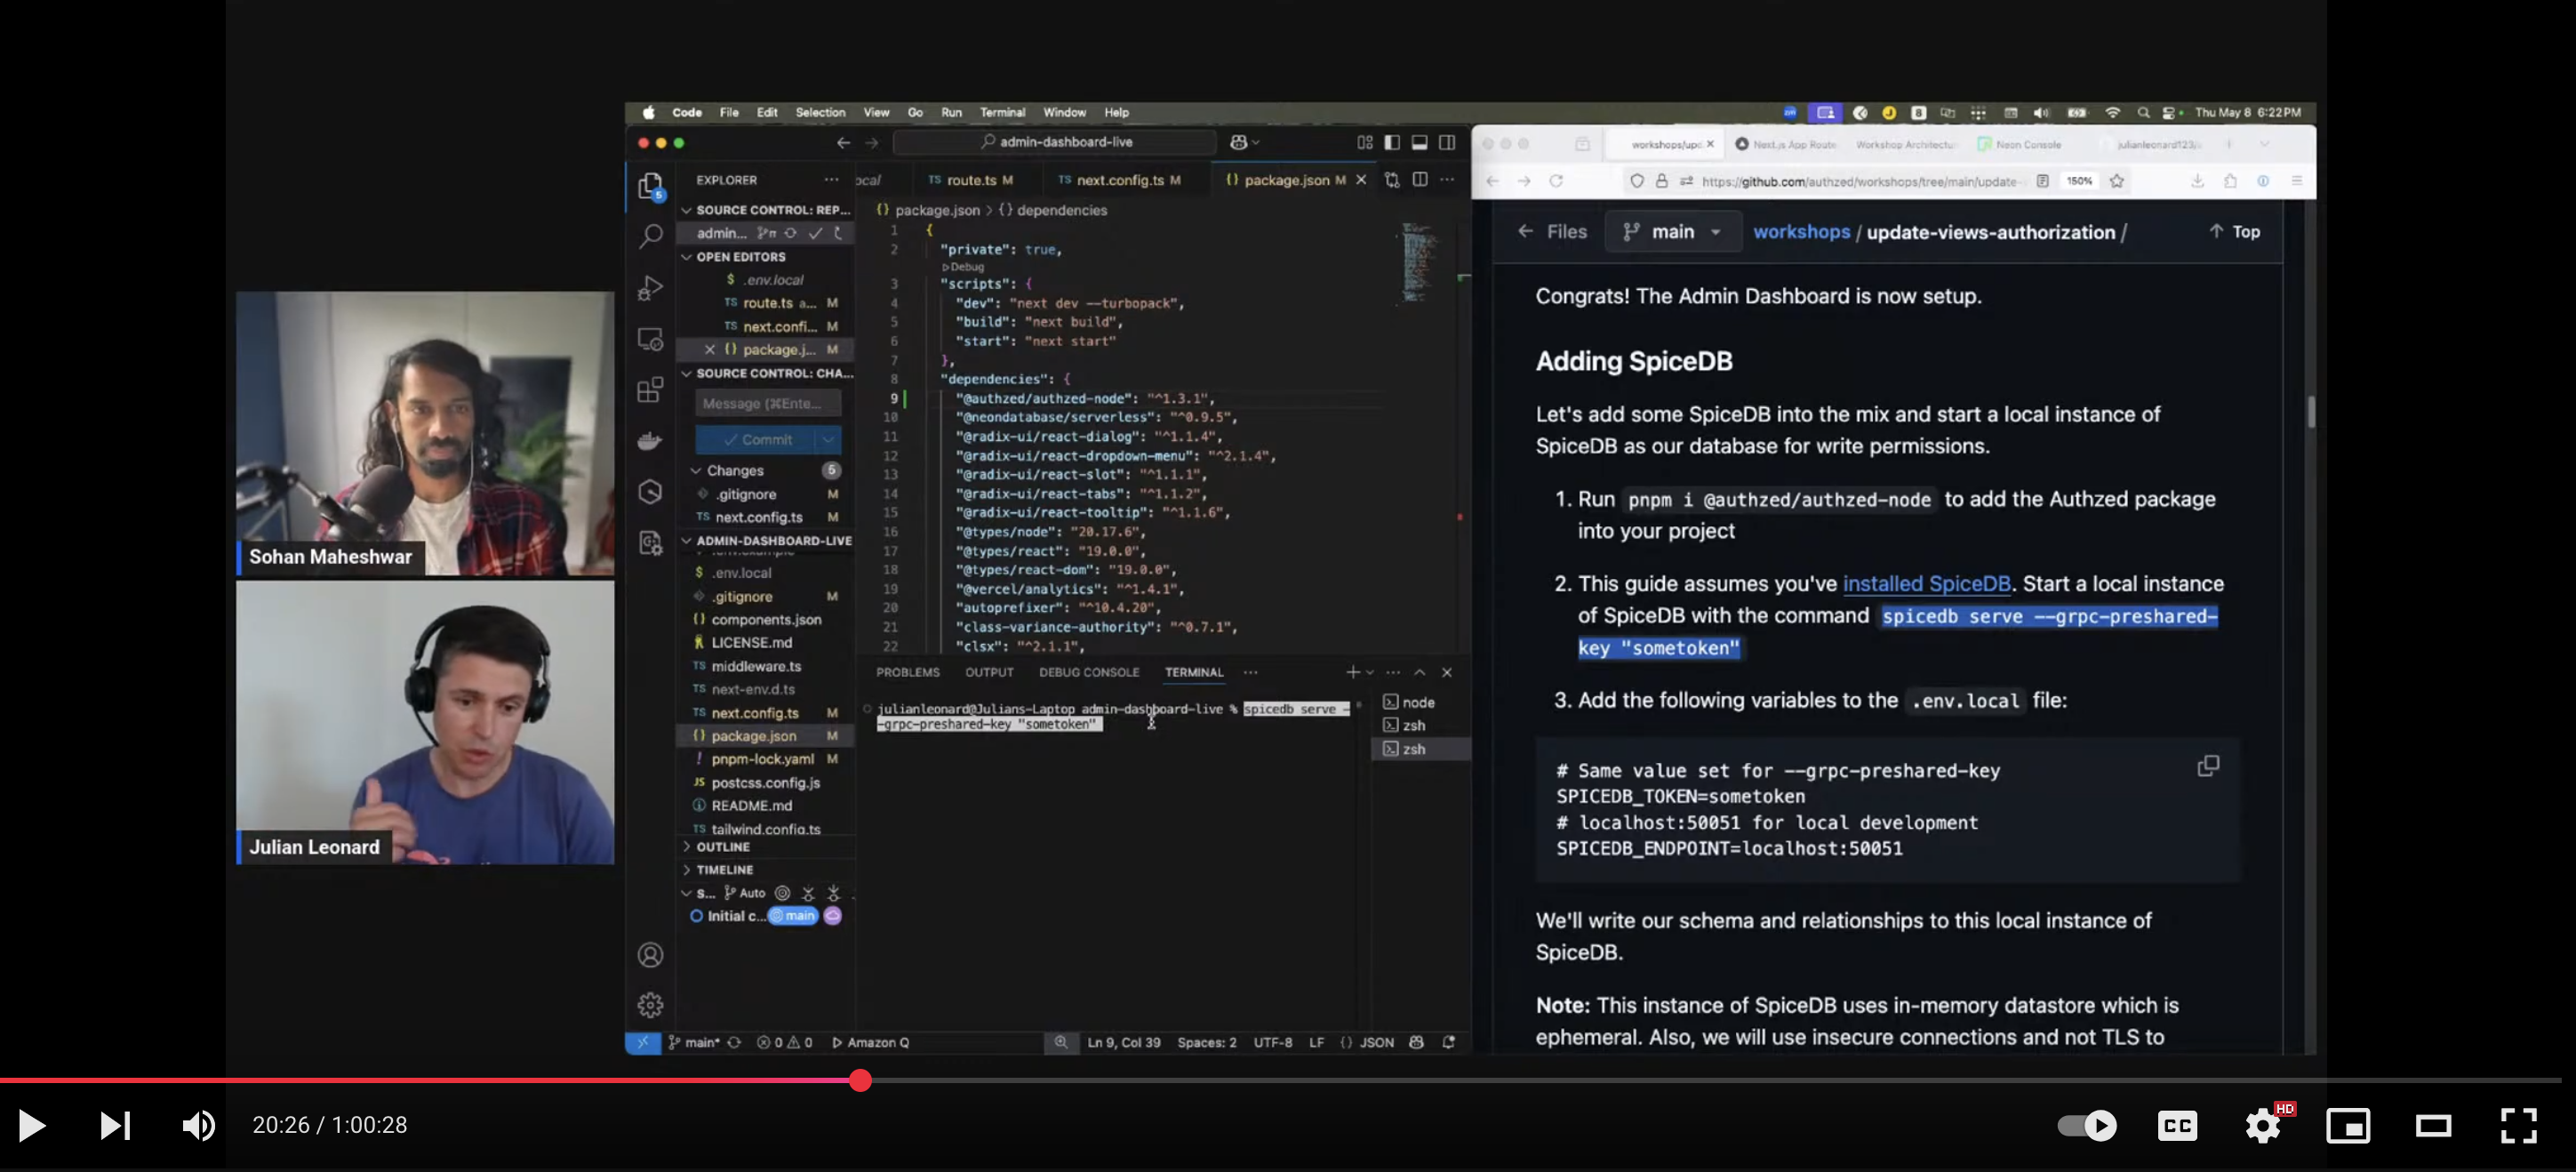 Code File Edit Selection View Go Run Terminal Window Help
Thu May 8 6:22 PM
admin-dashboard-live
EXPLORER
SOURCE CONTROL: REP...
admin...
OPEN EDITORS
$ .env.local
TS route.ts a... M
TS next.confi... M
{} package.j... M
SOURCE CONTROL: CHA...
Message (⌘Ente...
Commit
Changes 5
.gitignore M
TS next.config.ts M
ADMIN-DASHBOARD-LIVE
$ .env.local
.gitignore M
{} components.json
LICENSE.md
TS middleware.ts
TS next-env.d.ts
TS next.config.ts M
{} package.json M
! pnpm-lock.yaml M
JS postcss.config.js
README.md
TS tailwind.config.ts
OUTLINE
TIMELINE
S... Auto
Initial c... main
ocal TS route.ts M TS next.config.ts M {} package.json M
{} package.json > {} dependencies
1 {
2 "private": true,
Debug
3 "scripts": {
4 "dev": "next dev --turbopack",
5 "build": "next build",
6 "start": "next start"
7 },
8 "dependencies": {
9 "@authzed/authzed-node": "^1.3.1",
10 "@neondatabase/serverless": "^0.9.5",
11 "@radix-ui/react-dialog": "^1.1.4",
12 "@radix-ui/react-dropdown-menu": "^2.1.4",
13 "@radix-ui/react-slot": "^1.1.1",
14 "@radix-ui/react-tabs": "^1.1.2",
15 "@radix-ui/react-tooltip": "^1.1.6",
16 "@types/node": "20.17.6",
17 "@types/react": "19.0.0",
18 "@types/react-dom": "19.0.0",
19 "@vercel/analytics": "^1.4.1",
20 "autoprefixer": "^10.4.20",
21 "class-variance-authority": "^0.7.1",
22 "clsx": "^2.1.1",
PROBLEMS OUTPUT DEBUG CONSOLE TERMINAL
julianleonard@Julians-Laptop admin-dashboard-live % spicedb serve -
-grpc-preshared-key "sometoken"
node
zsh
zsh
main* 0 0 Amazon Q Ln 9, Col 39 Spaces: 2 UTF-8 LF {} JSON
workshops/upd Next.js App Route Workshop Architectu Neon Console julianleonard123/
https://github.com/authzed/workshops/tree/main/update- 150%
Files main workshops / update-views-authorization / Top
Congrats! The Admin Dashboard is now setup.
Adding SpiceDB
Let's add some SpiceDB into the mix and start a local instance of
SpiceDB as our database for write permissions.
1. Run pnpm i @authzed/authzed-node to add the Authzed package
into your project
2. This guide assumes you've installed SpiceDB. Start a local instance
of SpiceDB with the command spicedb serve --grpc-preshared-
key "sometoken"
3. Add the following variables to the .env.local file:
# Same value set for --grpc-preshared-key
SPICEDB_TOKEN=sometoken
# localhost:50051 for local development
SPICEDB_ENDPOINT=localhost:50051
We'll write our schema and relationships to this local instance of
SpiceDB.
Note: This instance of SpiceDB uses in-memory datastore which is
ephemeral. Also, we will use insecure connections and not TLS to
Sohan Maheshwar
Julian Leonard
20:26 / 1:00:28
CC
HD